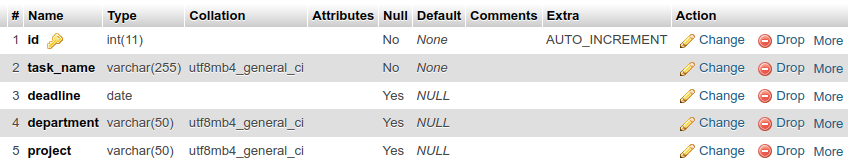 # Name Type Collation Attributes Null Default Comments Extra Action
1 id int(11) No None AUTO_INCREMENT Change Drop More
2 task_name varchar(255) utf8mb4_general_ci No None Change Drop More
3 deadline date Yes NULL Change Drop More
4 department varchar(50) utf8mb4_general_ci Yes NULL Change Drop More
5 project varchar(50) utf8mb4_general_ci Yes NULL Change Drop More